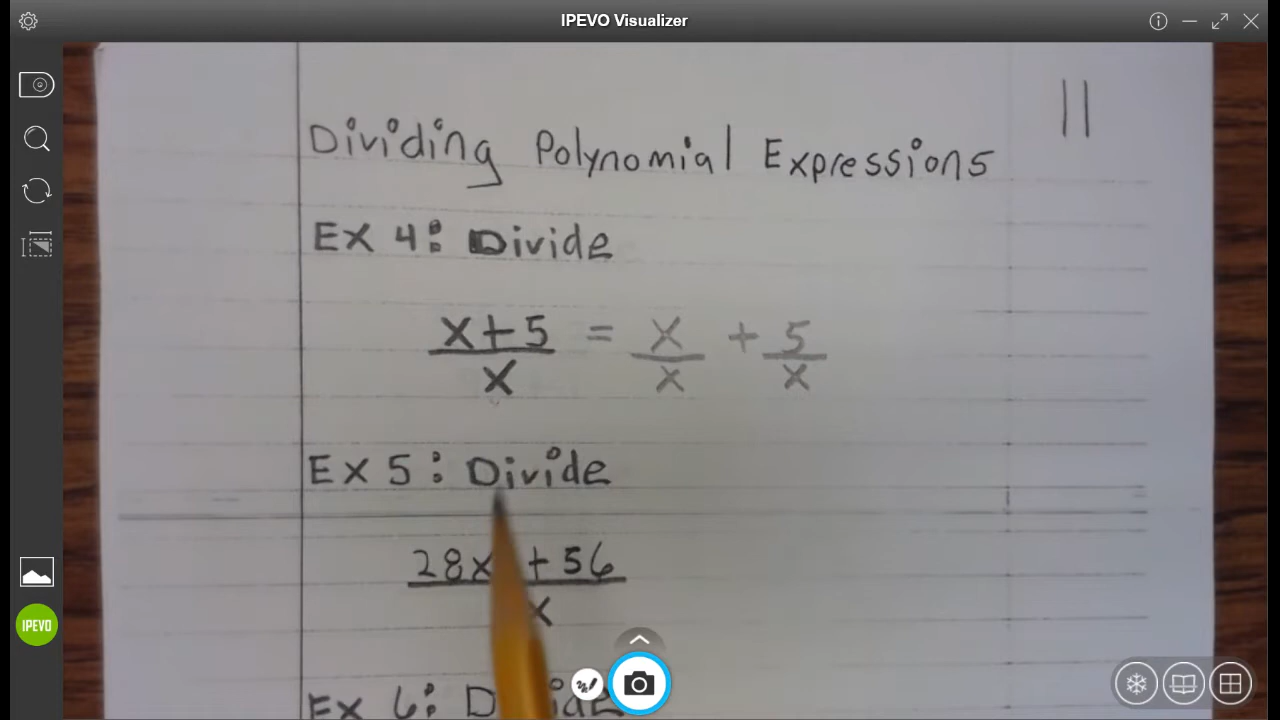 IPEVO Visualizer
11
Dividing Polynomial Expressions
Ex 4: Divide
x+5 = x + 5
x x x
Ex 5: Divide
28x + 56
x
IPEVO
Ex 6: Divide